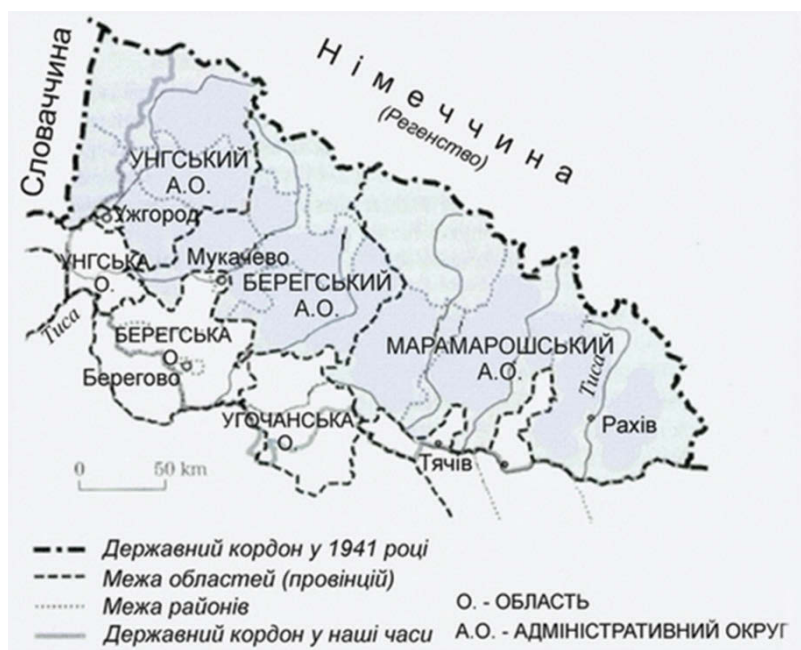 Словаччина
Німеччина
(Регенство)
УНГСЬКИЙ
А.О.
Ужгород
УНГСЬКА
О.
Мукачево
БЕРЕГСЬКИЙ
А.О.
Тиса
БЕРЕГСЬКА
О.
Берегово
МАРАМАРОШСЬКИЙ
А.О.
Тиса
Рахів
УГОЧАНСЬКА
О.
Тячів
0 50 km
Державний кордон у 1941 році
Межа областей (провінцій)
Межа районів
Державний кордон у наші часи
О. - ОБЛАСТЬ
А.О. - АДМІНІСТРАТИВНИЙ ОКРУГ